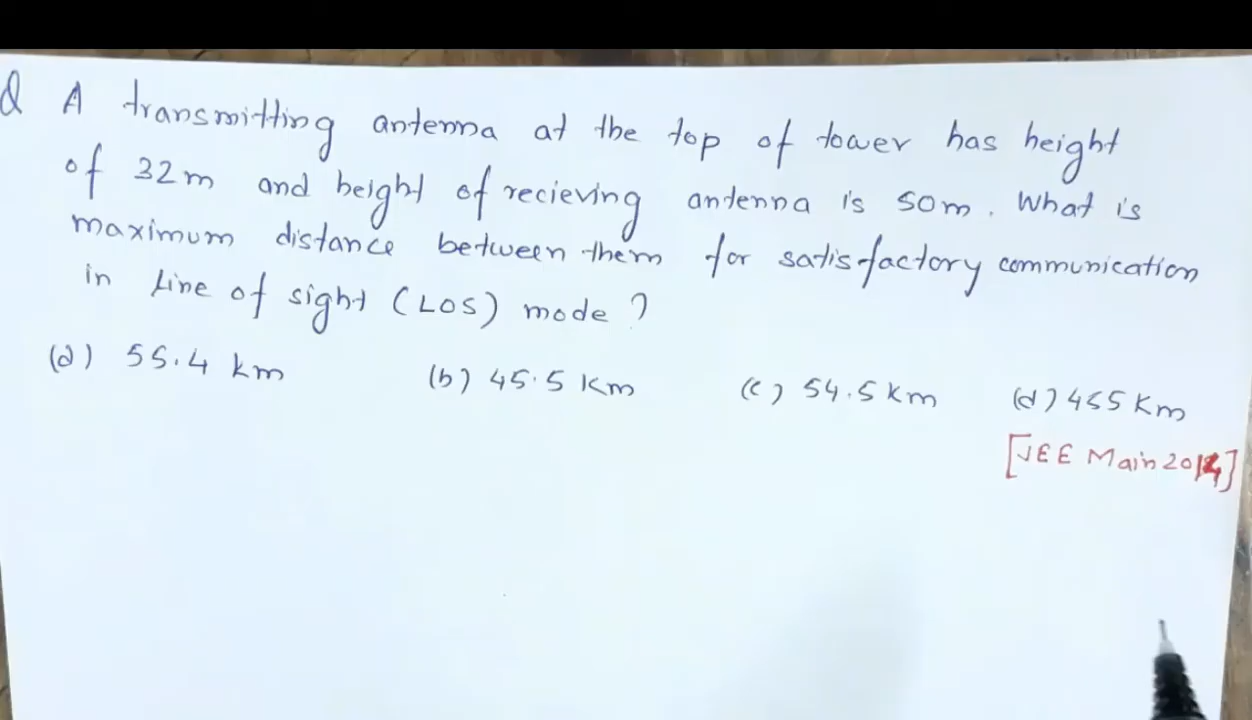 Q A transmitting antenna at the top of tower has height
of 32m and height of recieving antenna is 50m. What is
maximum distance between them for satisfactory communication
in line of sight (LOS) mode?
(a) 55.4 km (b) 45.5 Km (c) 54.5 Km (d) 455 Km
[JEE Main 2014]